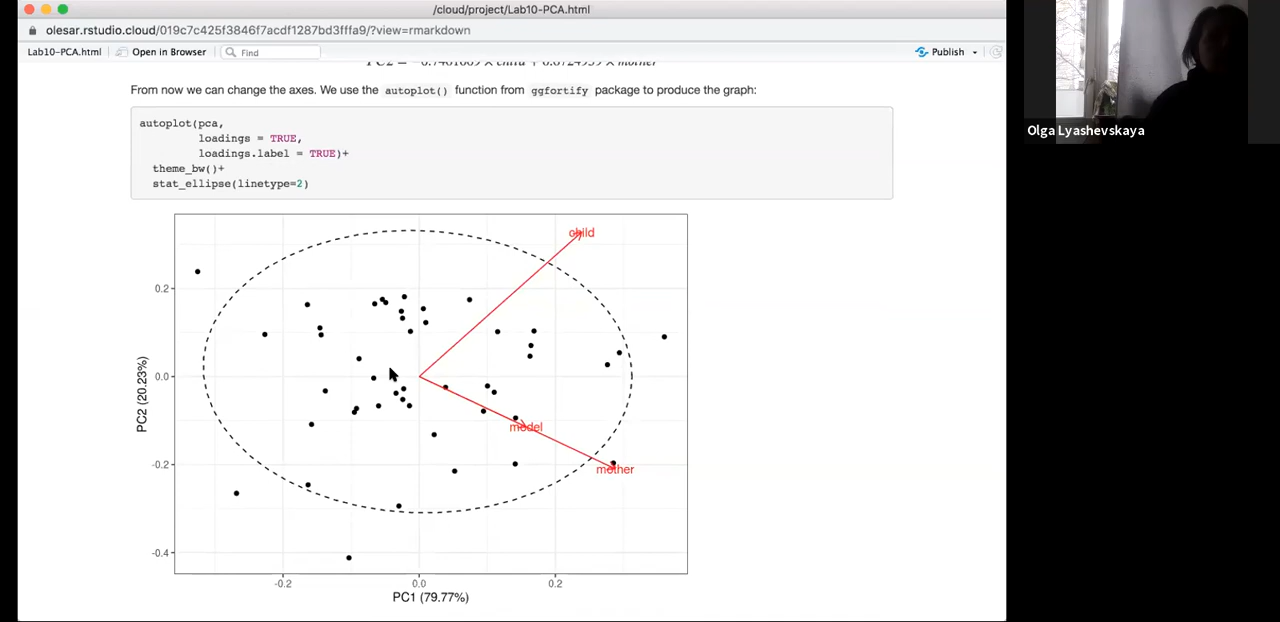 /cloud/project/Lab10-PCA.html
olesar.rstudio.cloud/019c7c425f3846f7acdf1287bd3fffa9/?view=rmarkdown
Lab10-PCA.html Open in Browser Find Publish
From now we can change the axes. We use the autoplot() function from ggfortify package to produce the graph:
autoplot(pca,
loadings = TRUE,
loadings.label = TRUE)+
theme_bw()+
stat_ellipse(linetype=2)
child
model
mother
0.2
0.0
-0.2
-0.4
PC2 (20.23%)
-0.2 0.0 0.2
PC1 (79.77%)
Olga Lyashevskaya